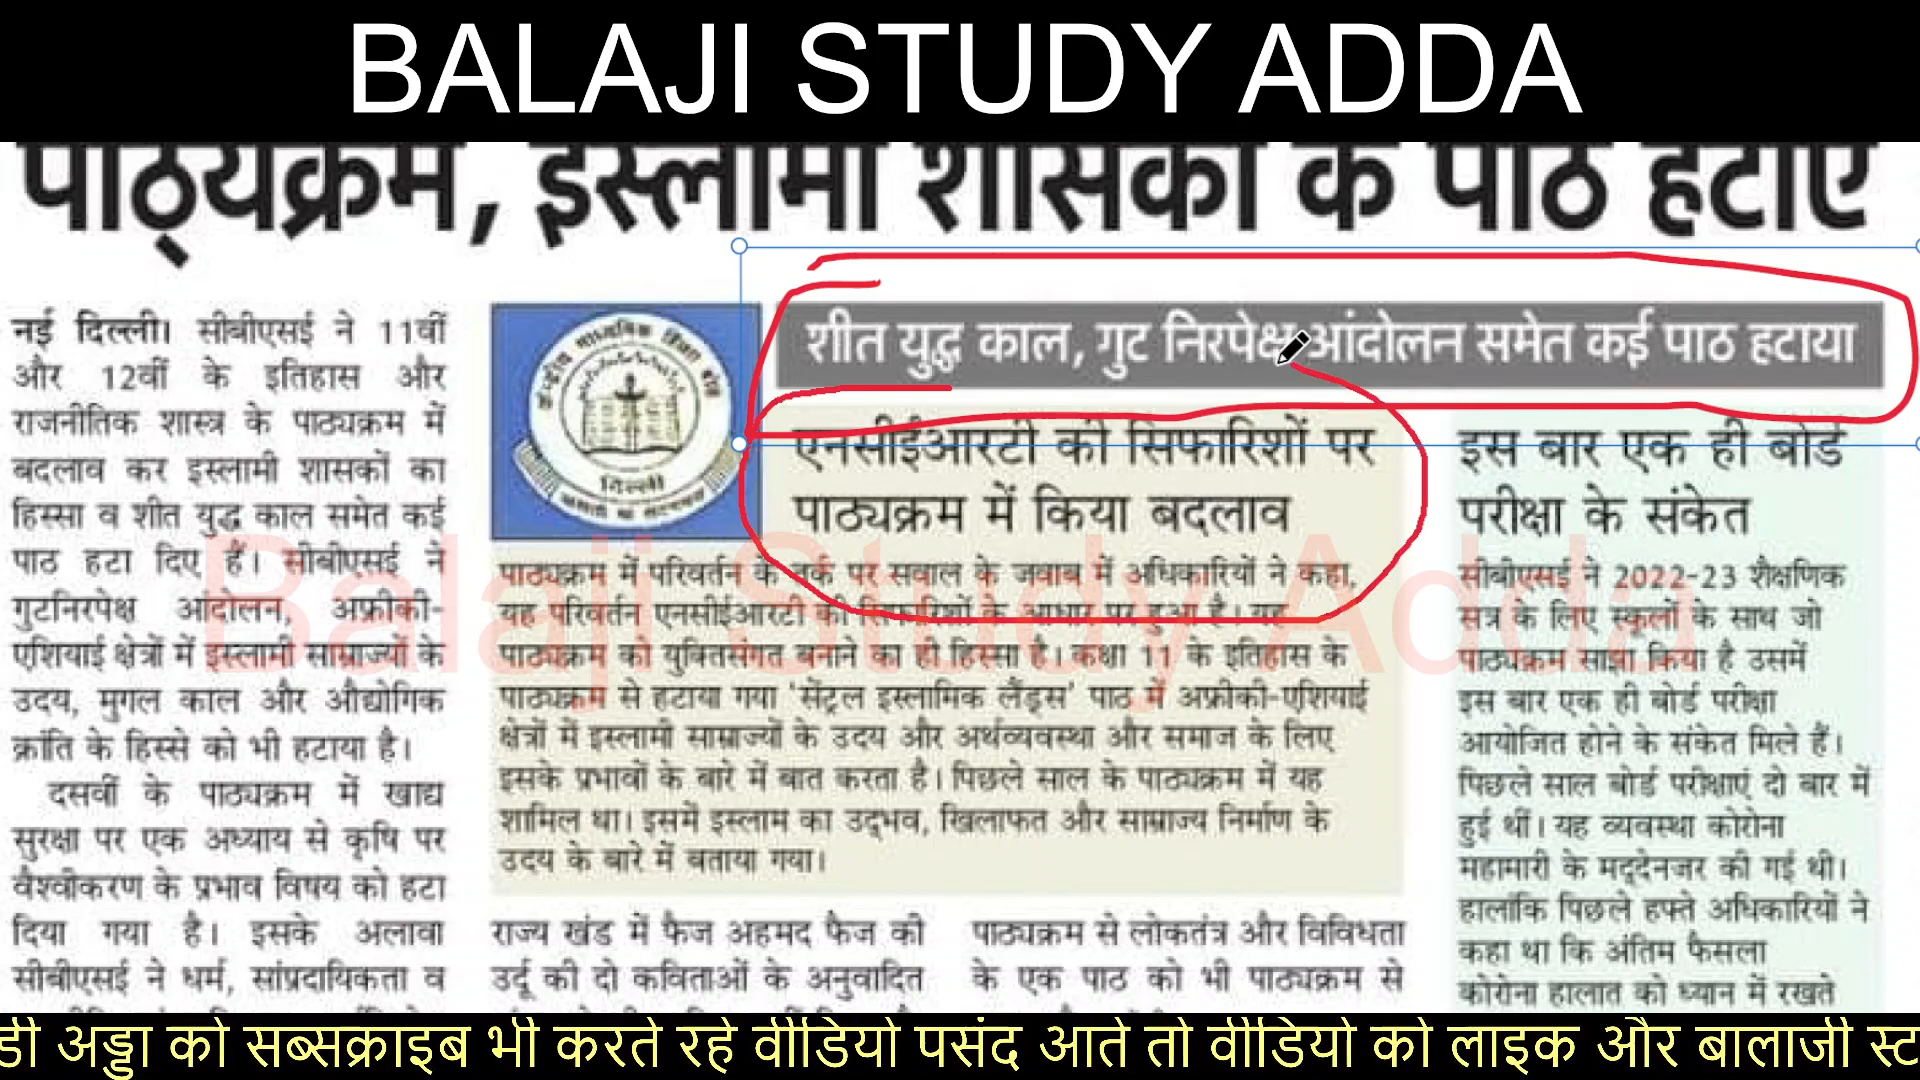 BALAJI STUDY ADDA
पाठ्यक्रम, इस्लामी शासकों के पाठ हटाए
शीत युद्ध काल, गुट निरपेक्ष आंदोलन समेत कई पाठ हटाया
नई दिल्ली। सीबीएसई ने 11वीं
और 12वीं के इतिहास और
राजनीतिक शास्त्र के पाठ्यक्रम में
बदलाव कर इस्लामी शासकों का
हिस्सा व शीत युद्ध काल समेत कई
पाठ हटा दिए हैं। सीबीएसई ने
गुटनिरपेक्ष आंदोलन, अफ्रीकी-
एशियाई क्षेत्रों में इस्लामी साम्राज्यों के
उदय, मुगल काल और औद्योगिक
क्रांति के हिस्से को भी हटाया है।
दसवीं के पाठ्यक्रम में खाद्य
सुरक्षा पर एक अध्याय से कृषि पर
वैश्वीकरण के प्रभाव विषय को हटा
दिया गया है। इसके अलावा
सीबीएसई ने धर्म, सांप्रदायिकता व
दिल्ली
एनसीईआरटी की सिफारिशों पर
पाठ्यक्रम में किया बदलाव
पाठ्यक्रम में परिवर्तन के तर्क पर सवाल के जवाब में अधिकारियों ने कहा,
यह परिवर्तन एनसीईआरटी की सिफारिशों के आधार पर हुआ है। यह
पाठ्यक्रम को युक्तिसंगत बनाने का ही हिस्सा है। कक्षा 11 के इतिहास के
पाठ्यक्रम से हटाया गया 'सेंट्रल इस्लामिक लैंड्स' पाठ में अफ्रीकी-एशियाई
क्षेत्रों में इस्लामी साम्राज्यों के उदय और अर्थव्यवस्था और समाज के लिए
इसके प्रभावों के बारे में बात करता है। पिछले साल के पाठ्यक्रम में यह
शामिल था। इसमें इस्लाम का उद्भव, खिलाफत और साम्राज्य निर्माण के
उदय के बारे में बताया गया।
राज्य खंड में फैज अहमद फैज की
उर्दू की दो कविताओं के अनुवादित
पाठ्यक्रम से लोकतंत्र और विविधता
के एक पाठ को भी पाठ्यक्रम से
इस बार एक ही बोर्ड
परीक्षा के संकेत
सीबीएसई ने 2022-23 शैक्षणिक
सत्र के लिए स्कूलों के साथ जो
पाठ्यक्रम साझा किया है उसमें
इस बार एक ही बोर्ड परीक्षा
आयोजित होने के संकेत मिले हैं।
पिछले साल बोर्ड परीक्षाएं दो बार में
हुई थीं। यह व्यवस्था कोरोना
महामारी के मद्देनजर की गई थी।
हालांकि पिछले हफ्ते अधिकारियों ने
कहा था कि अंतिम फैसला
कोरोना हालात को ध्यान में रखते
Balaji Study Adda
डी अड्डा को सब्सक्राइब भी करते रहे वीडियो पसंद आते तो वीडियो को लाइक और बालाजी स्ट